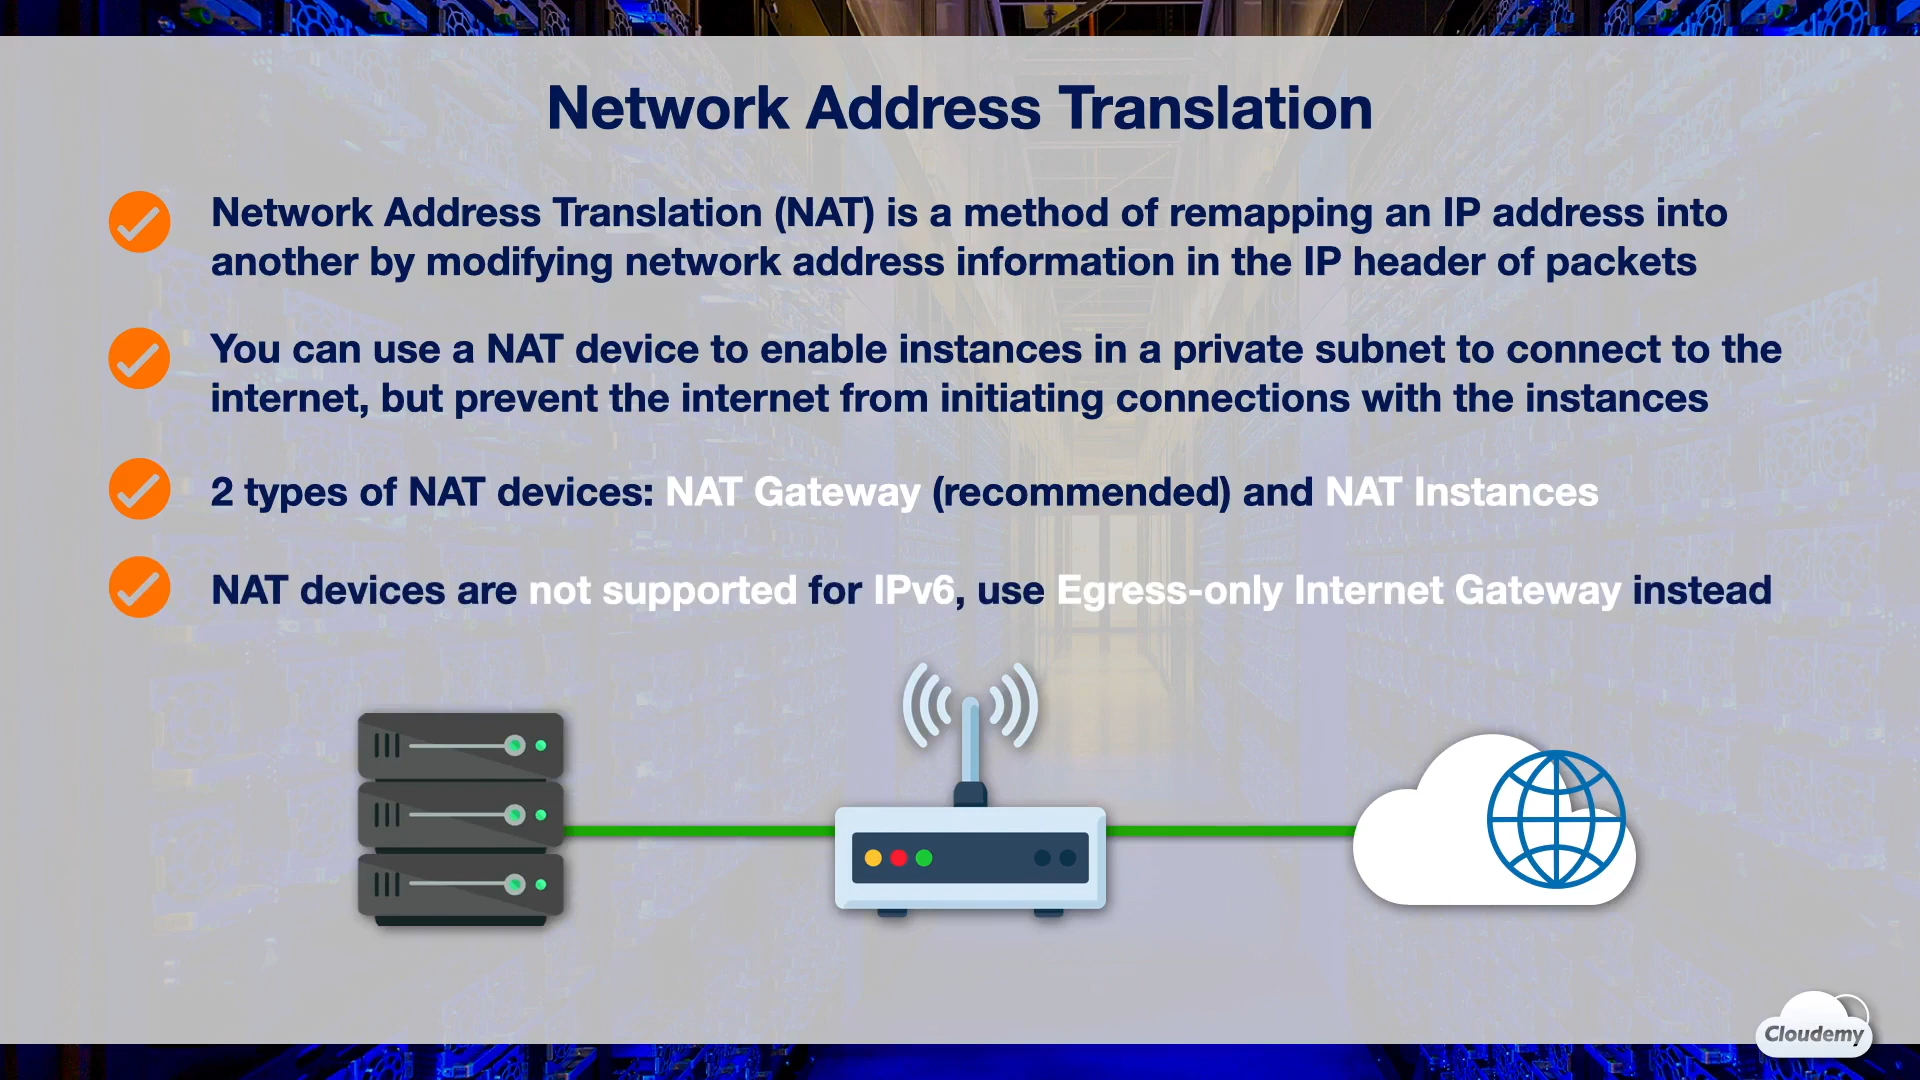 Network Address Translation
Network Address Translation (NAT) is a method of remapping an IP address into
another by modifying network address information in the IP header of packets
You can use a NAT device to enable instances in a private subnet to connect to the
internet, but prevent the internet from initiating connections with the instances
2 types of NAT devices: NAT Gateway (recommended) and NAT Instances
NAT devices are not supported for IPv6, use Egress-only Internet Gateway instead
Cloudemy